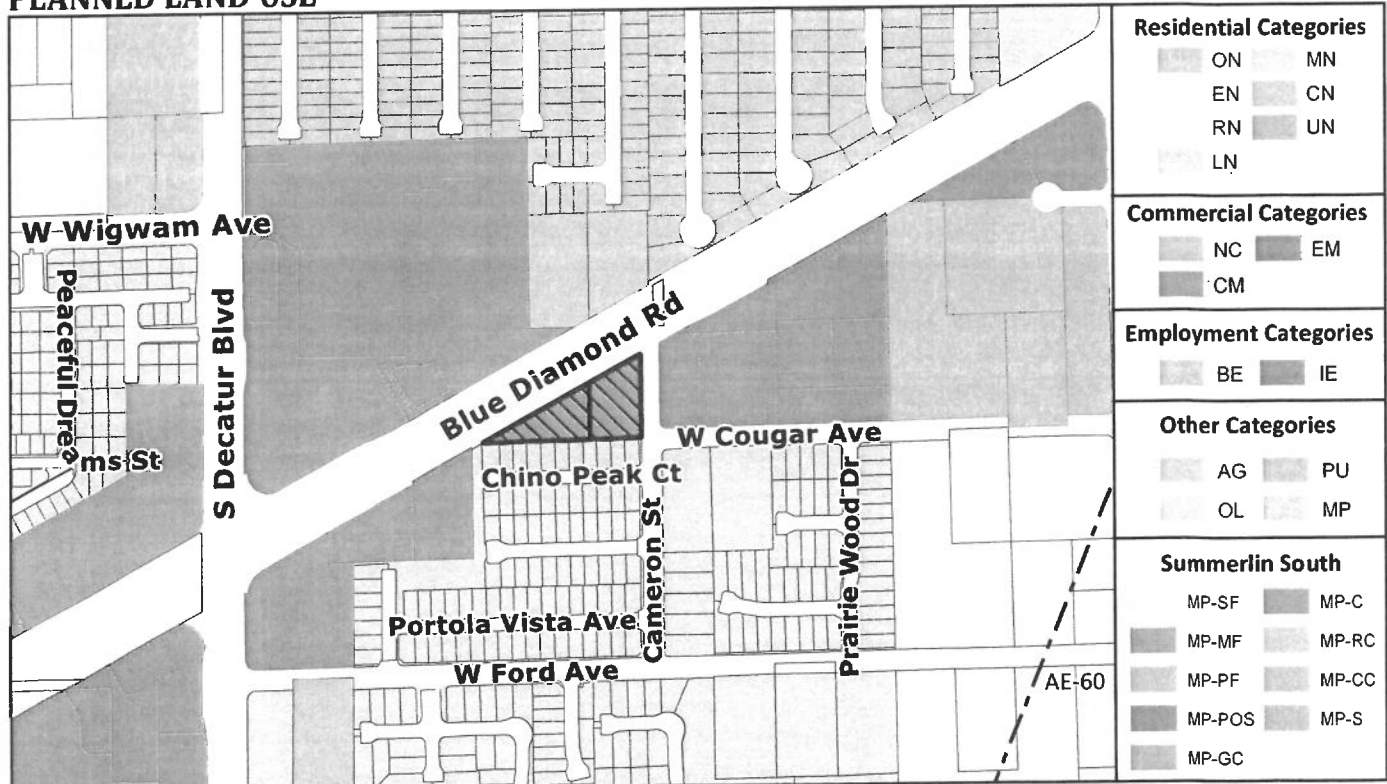 PLANNED LAND USE
W Wigwam Ave
Peaceful Drea
ms St
S Decatur Blvd
Blue Diamond Rd
W Cougar Ave
Chino Peak Ct
Cameron St
Prairie Wood Dr
Portola Vista Ave
W Ford Ave
AE-60
Residential Categories
ON MN
EN CN
RN UN
LN
Commercial Categories
NC EM
CM
Employment Categories
BE IE
Other Categories
AG PU
OL MP
Summerlin South
MP-SF MP-C
MP-MF MP-RC
MP-PF MP-CC
MP-POS MP-S
MP-GC